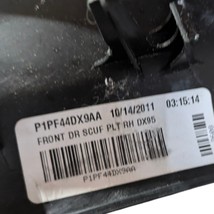 P1PF44DX9AA 10/14/2011 03:15:14
FRONT DR SCUF PLT RH DX95
P1PF44DX9AA